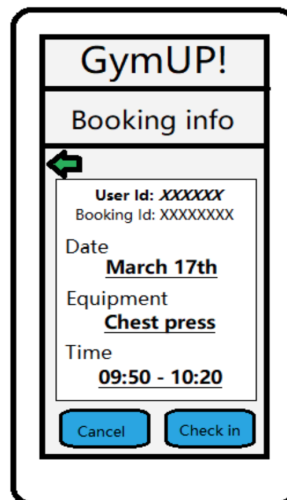 GymUP!
Booking info
User Id: XXXXXX
Booking Id: XXXXXXXX
Date
March 17th
Equipment
Chest press
Time
09:50 - 10:20
Cancel
Check in